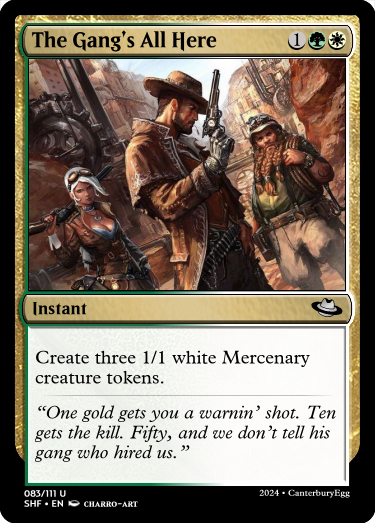 The Gang's All Here 1
Instant
Create three 1/1 white Mercenary
creature tokens.
“One gold gets you a warnin’ shot. Ten
gets the kill. Fifty, and we don’t tell his
gang who hired us.”
083/111 U
SHF • EN CHARRO-ART
2024 • CanterburyEgg